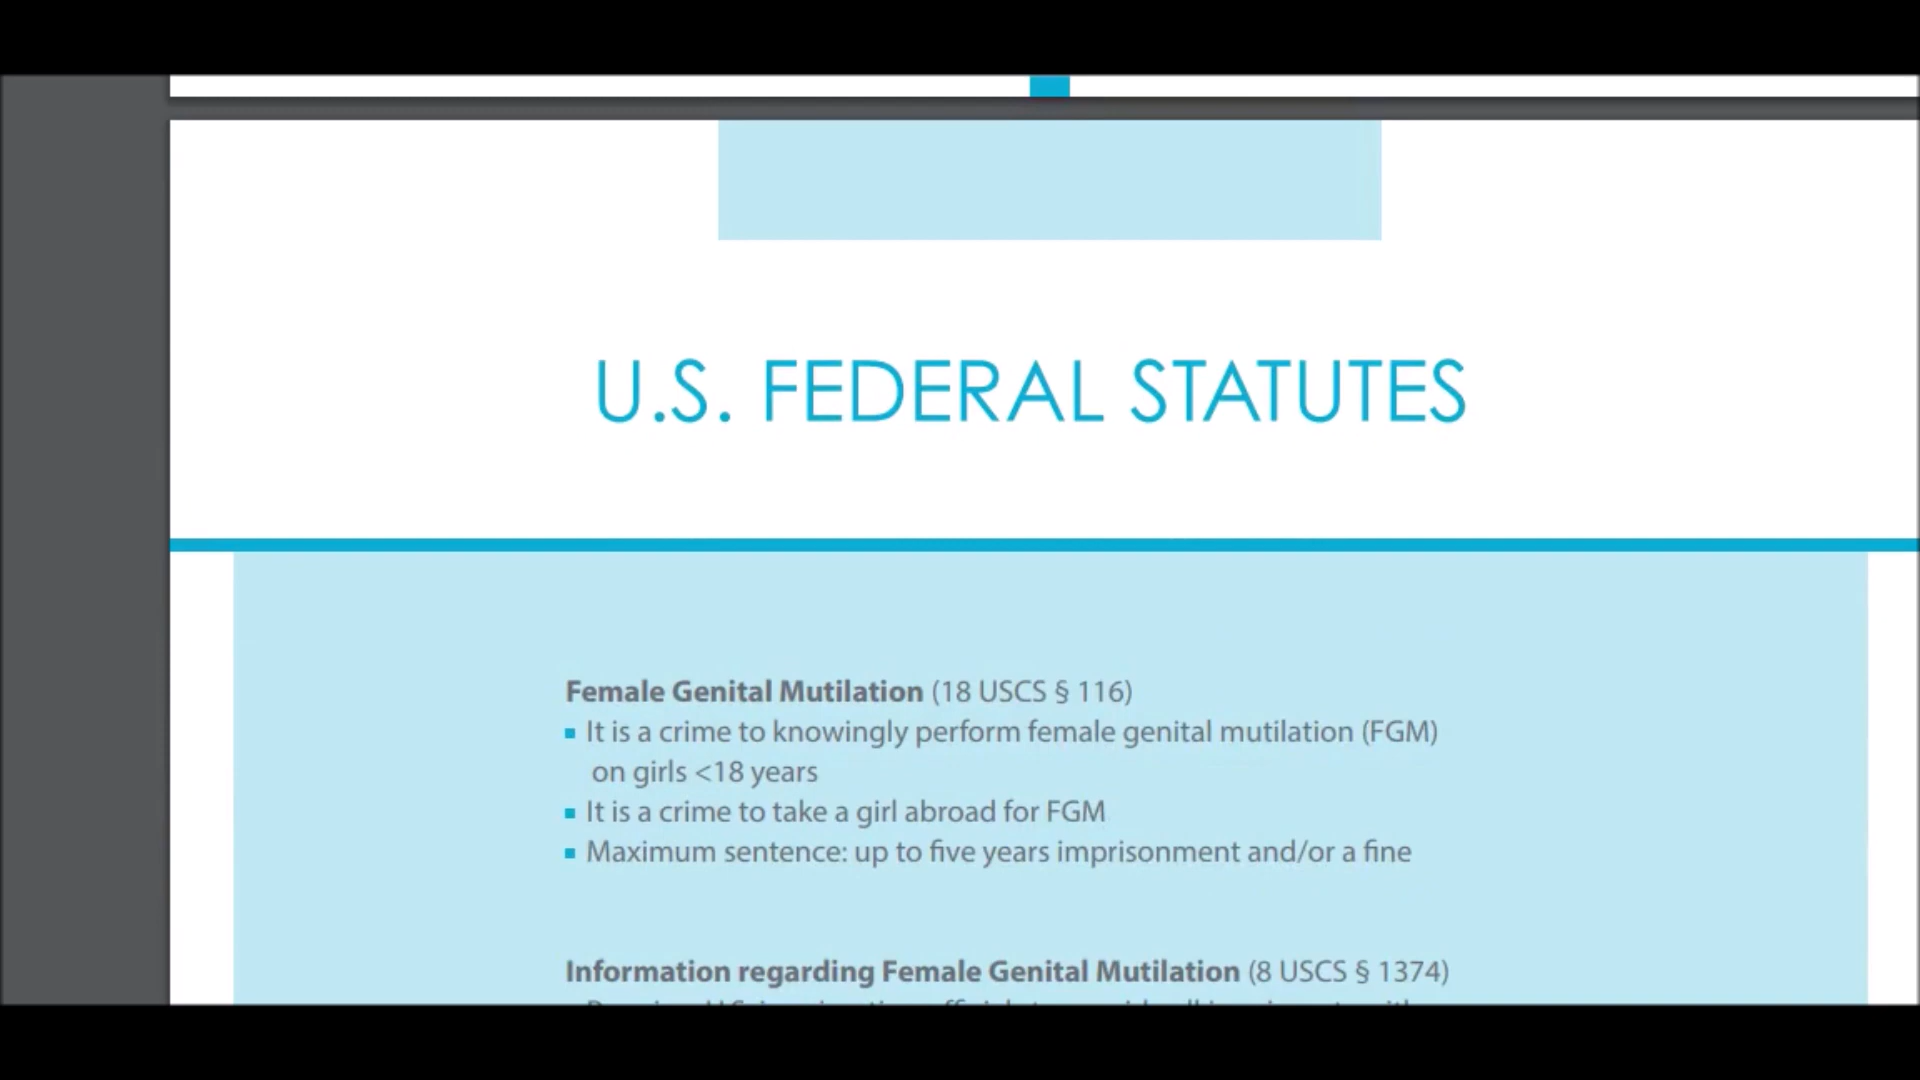 U.S. FEDERAL STATUTES
Female Genital Mutilation (18 USCS § 116)
▪ It is a crime to knowingly perform female genital mutilation (FGM)
on girls <18 years
▪ It is a crime to take a girl abroad for FGM
▪ Maximum sentence: up to five years imprisonment and/or a fine
Information regarding Female Genital Mutilation (8 USCS § 1374)